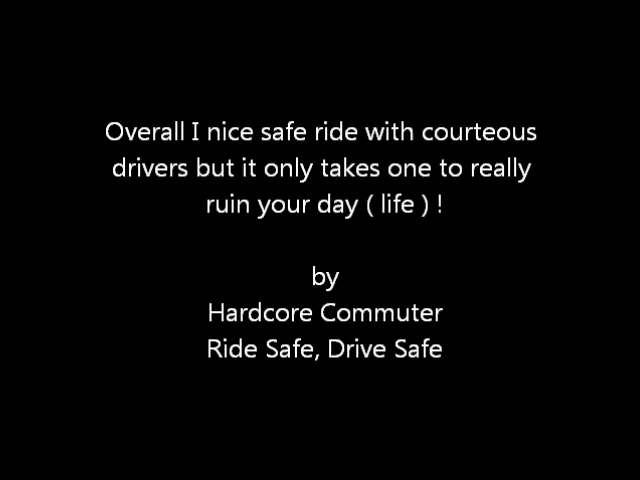 Overall I nice safe ride with courteous
drivers but it only takes one to really
ruin your day ( life ) !
by
Hardcore Commuter
Ride Safe, Drive Safe